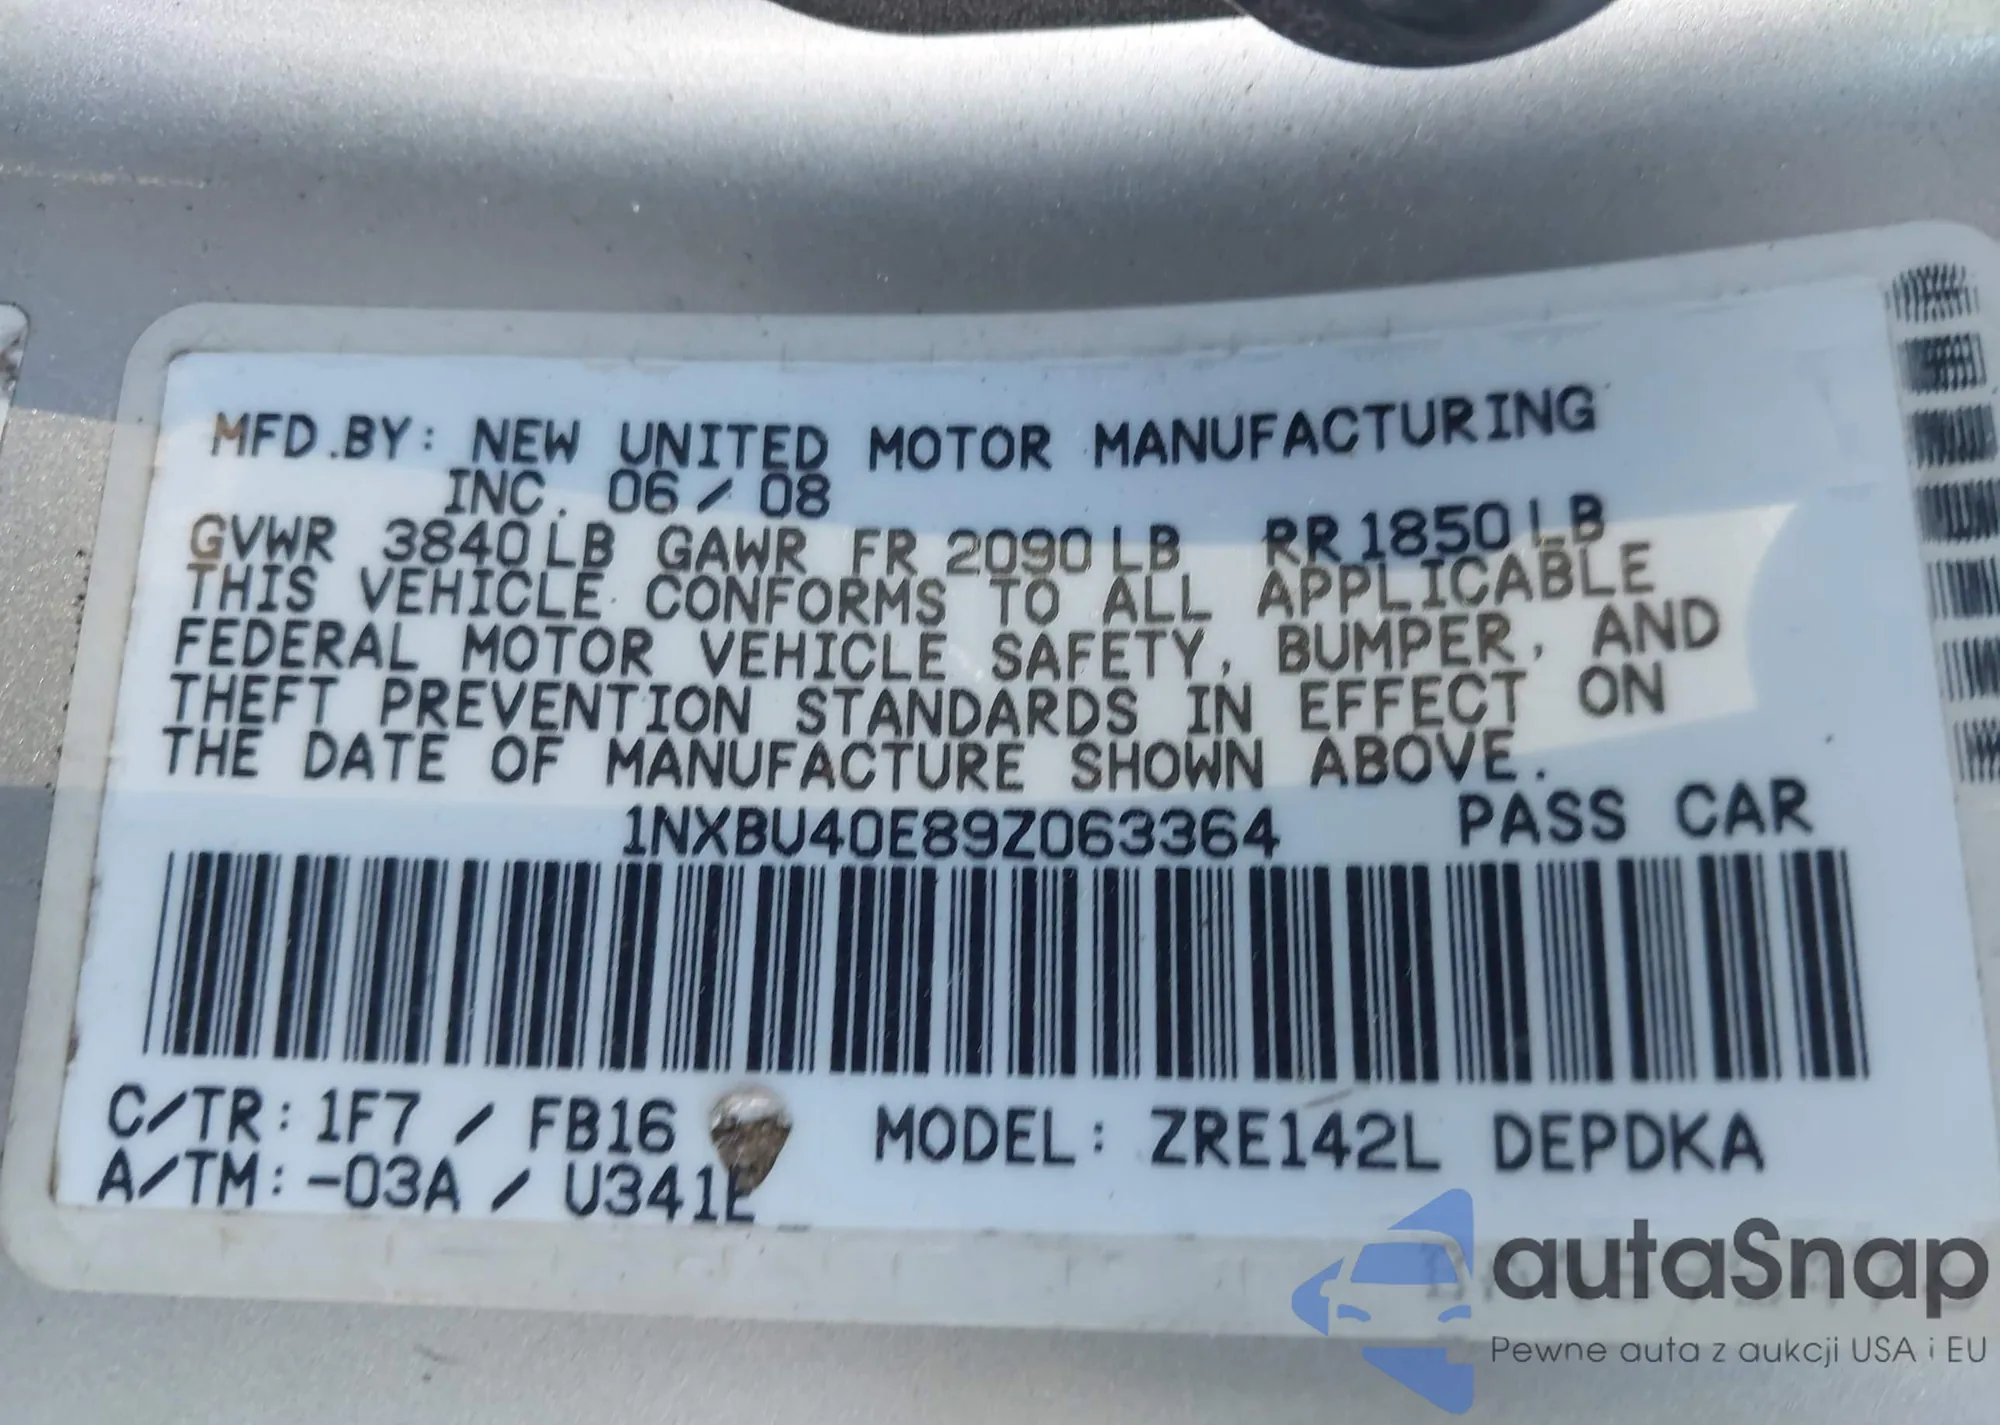 MFD.BY: NEW UNITED MOTOR MANUFACTURING
INC. 06/08
GVWR 3840LB GAWR FR 2090LB RR1850LB
THIS VEHICLE CONFORMS TO ALL APPLICABLE
FEDERAL MOTOR VEHICLE SAFETY, BUMPER, AND
THEFT PREVENTION STANDARDS IN EFFECT ON
THE DATE OF MANUFACTURE SHOWN ABOVE.
1NXBU40E89Z063364 PASS CAR
C/TR: 1F7 / FB16 MODEL: ZRE142L DEPDKA
A/TM: -03A / U341E
autaSnap
Pewne auta z aukcji USA i EU